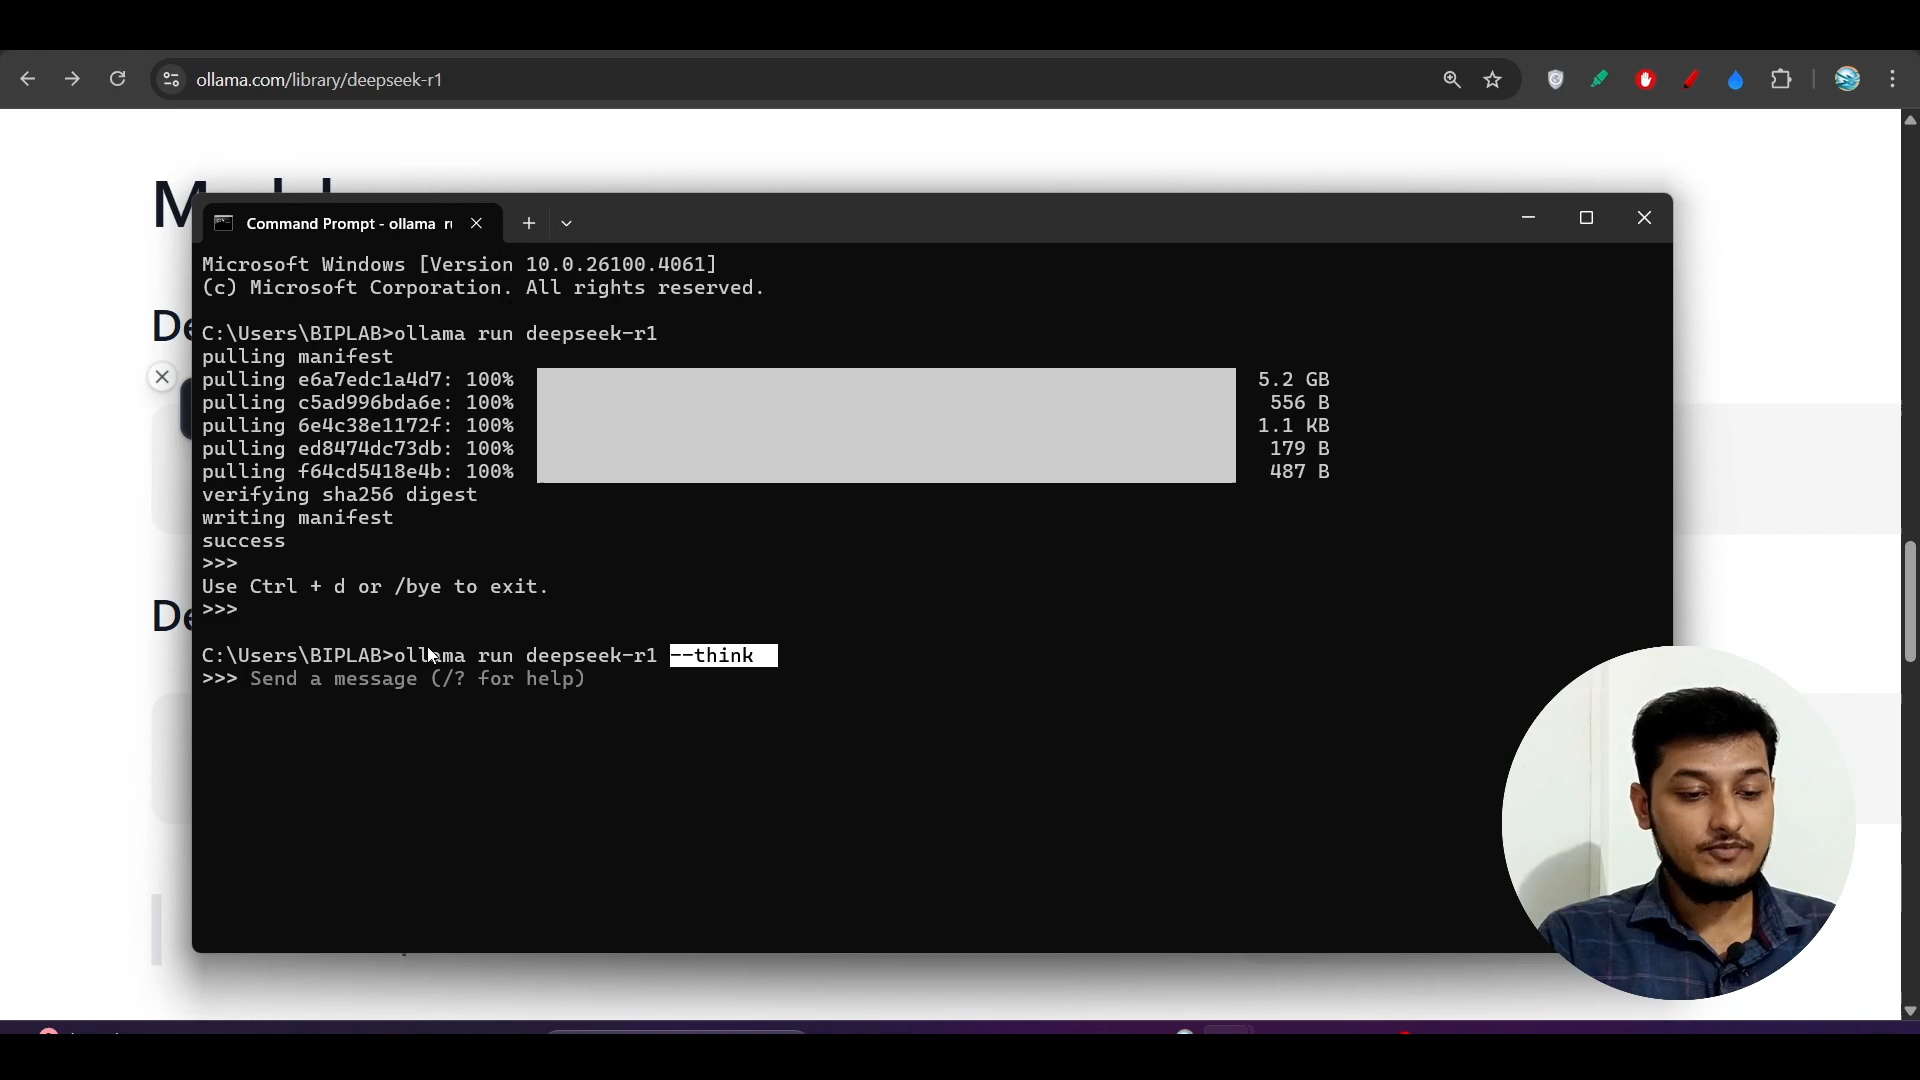 ollama.com/library/deepseek-r1
Command Prompt - ollama
Microsoft Windows [Version 10.0.26100.4061]
(c) Microsoft Corporation. All rights reserved.
C:\Users\BIPLAB>ollama run deepseek-r1
pulling manifest
pulling e6a7edc1a4d7: 100% 5.2 GB
pulling c5ad996bda6e: 100% 556 B
pulling 6e4c38e1172f: 100% 1.1 KB
pulling ed8474dc73db: 100% 179 B
pulling f64cd5418e4b: 100% 487 B
verifying sha256 digest
writing manifest
success
>>>
Use Ctrl + d or /bye to exit.
>>>
C:\Users\BIPLAB>ollama run deepseek-r1 --think
>>> Send a message (/? for help)